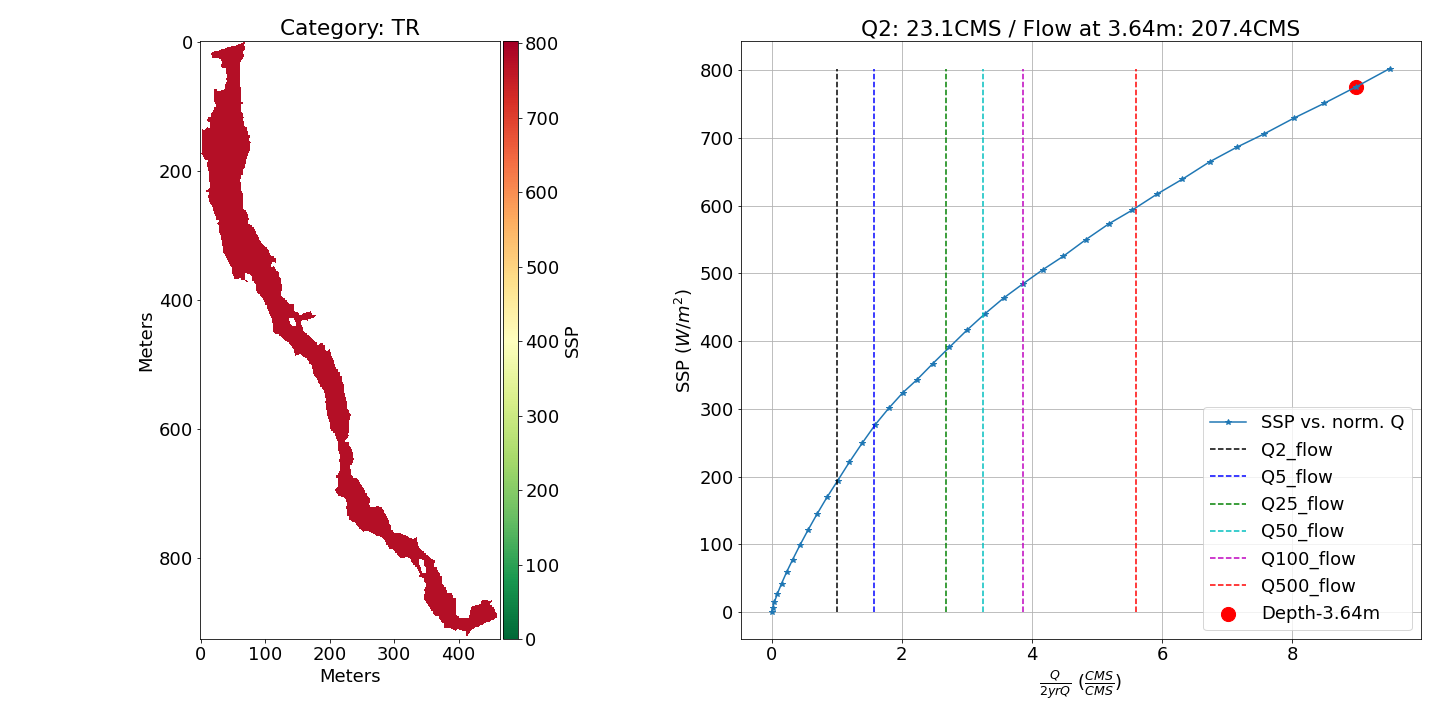 Category: TR
0
200
400
600
800
Meters
0
100
200
300
400
Meters
800
700
600
500
400
300
200
100
0
SSP
Q2: 23.1CMS / Flow at 3.64m: 207.4CMS
800
700
600
500
400
300
200
100
0
SSP (W/m²)
0
2
4
6
8
Q/2yrQ (CMS/CMS)
SSP vs. norm. Q
Q2_flow
Q5_flow
Q25_flow
Q50_flow
Q100_flow
Q500_flow
Depth-3.64m